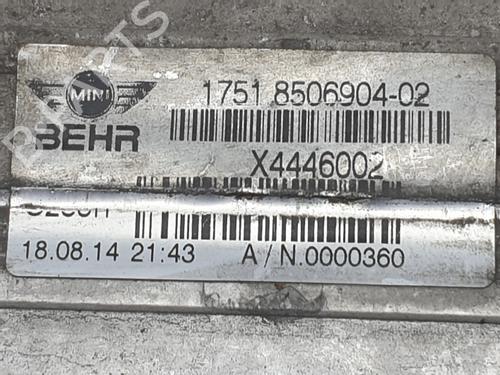 MINI
BEHR
1751 8506904-02
X4446002
18.08.14 21:43 A/N.0000360